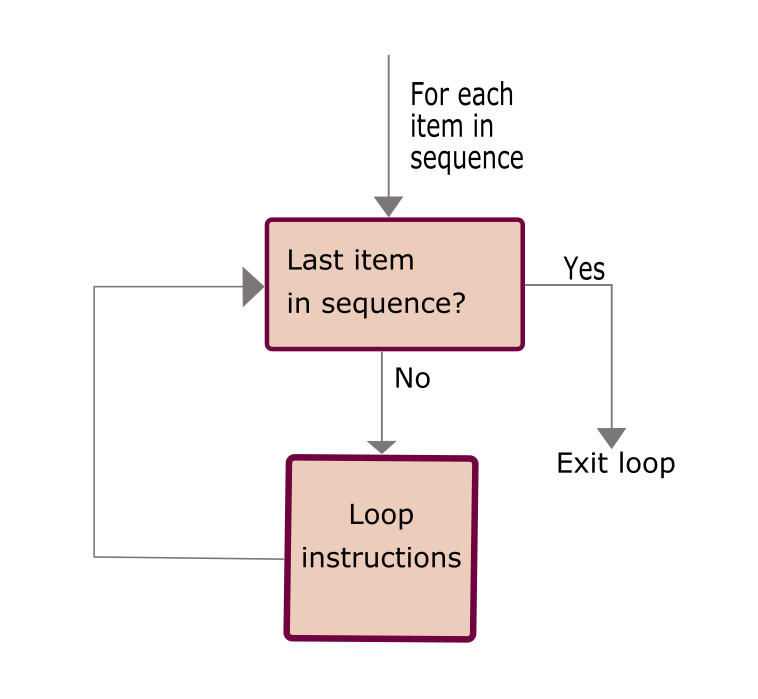 For each
item in
sequence
Last item
in sequence?
Yes
No
Exit loop
Loop
instructions